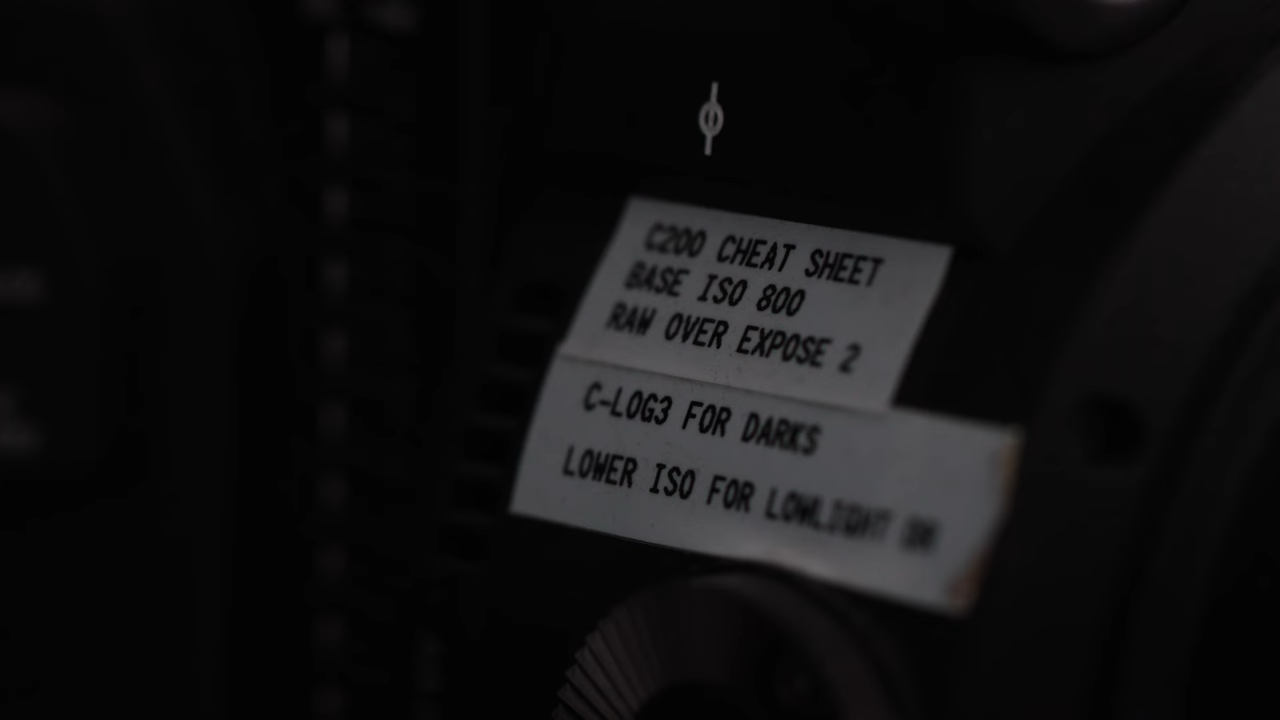 C200 CHEAT SHEET
BASE ISO 800
RAW OVER EXPOSE 2
C-LOG3 FOR DARKS
LOWER ISO FOR LOWLIGHT